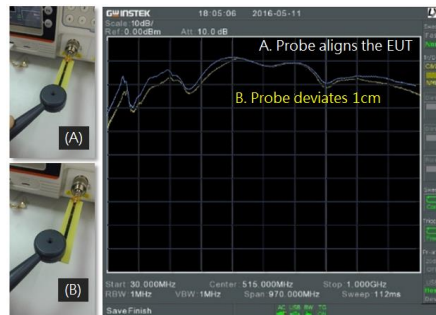 GWINSTEK 18:05:06 2016-05-11
Scale:10dB/
Ref:0.00dBm Att: 10.0 dB
A. Probe aligns the EUT
B. Probe deviates 1cm
(A)
(B)
Start 30.000MHz Center 515.000MHz Stop 1.000GHz
RBW 1MHz VBW 1MHz Span 970.000MHz Sweep 112ms
Save Finish